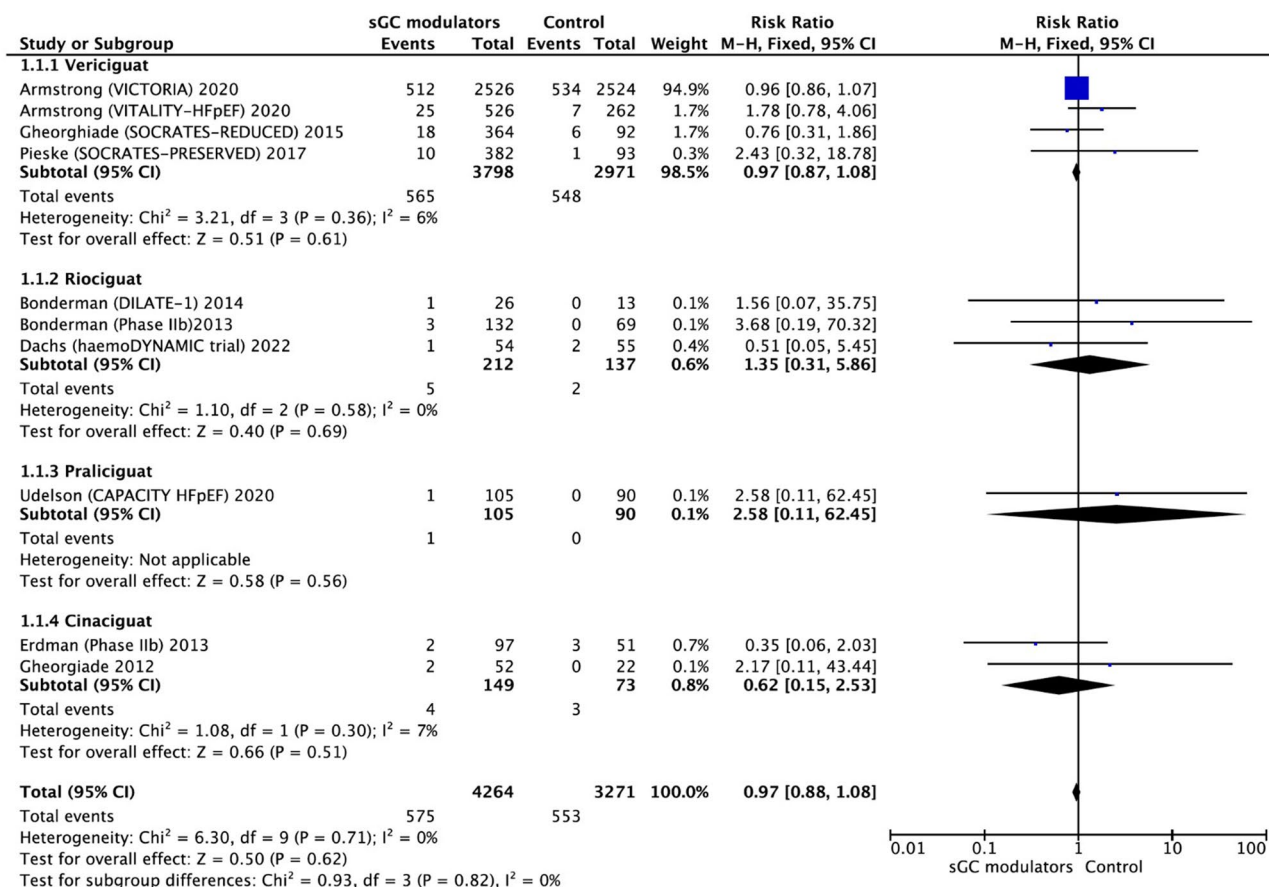 sGC modulators Control Risk Ratio Risk Ratio
Study or Subgroup Events Total Events Total Weight M-H, Fixed, 95% CI M-H, Fixed, 95% CI
1.1.1 Vericiguat
Armstrong (VICTORIA) 2020 512 2526 534 2524 94.9% 0.96 [0.86, 1.07]
Armstrong (VITALITY-HFpEF) 2020 25 526 7 262 1.7% 1.78 [0.78, 4.06]
Gheorghiade (SOCRATES-REDUCED) 2015 18 364 6 92 1.7% 0.76 [0.31, 1.86]
Pieske (SOCRATES-PRESERVED) 2017 10 382 1 93 0.3% 2.43 [0.32, 18.78]
Subtotal (95% CI) 3798 2971 98.5% 0.97 [0.87, 1.08]
Total events 565 548
Heterogeneity: Chi² = 3.21, df = 3 (P = 0.36); I² = 6%
Test for overall effect: Z = 0.51 (P = 0.61)
1.1.2 Riociguat
Bonderman (DILATE-1) 2014 1 26 0 13 0.1% 1.56 [0.07, 35.75]
Bonderman (Phase IIb)2013 3 132 0 69 0.1% 3.68 [0.19, 70.32]
Dachs (haemoDYNAMIC trial) 2022 1 54 2 55 0.4% 0.51 [0.05, 5.45]
Subtotal (95% CI) 212 137 0.6% 1.35 [0.31, 5.86]
Total events 5 2
Heterogeneity: Chi² = 1.10, df = 2 (P = 0.58); I² = 0%
Test for overall effect: Z = 0.40 (P = 0.69)
1.1.3 Praliciguat
Udelson (CAPACITY HFpEF) 2020 1 105 0 90 0.1% 2.58 [0.11, 62.45]
Subtotal (95% CI) 105 90 0.1% 2.58 [0.11, 62.45]
Total events 1 0
Heterogeneity: Not applicable
Test for overall effect: Z = 0.58 (P = 0.56)
1.1.4 Cinaciguat
Erdman (Phase IIb) 2013 2 97 3 51 0.7% 0.35 [0.06, 2.03]
Gheorgiade 2012 2 52 0 22 0.1% 2.17 [0.11, 43.44]
Subtotal (95% CI) 149 73 0.8% 0.62 [0.15, 2.53]
Total events 4 3
Heterogeneity: Chi² = 1.08, df = 1 (P = 0.30); I² = 7%
Test for overall effect: Z = 0.66 (P = 0.51)
Total (95% CI) 4264 3271 100.0% 0.97 [0.88, 1.08]
Total events 575 553
Heterogeneity: Chi² = 6.30, df = 9 (P = 0.71); I² = 0%
Test for overall effect: Z = 0.50 (P = 0.62)
Test for subgroup differences: Chi² = 0.93, df = 3 (P = 0.82), I² = 0%
0.01 0.1 1 10 100
sGC modulators Control